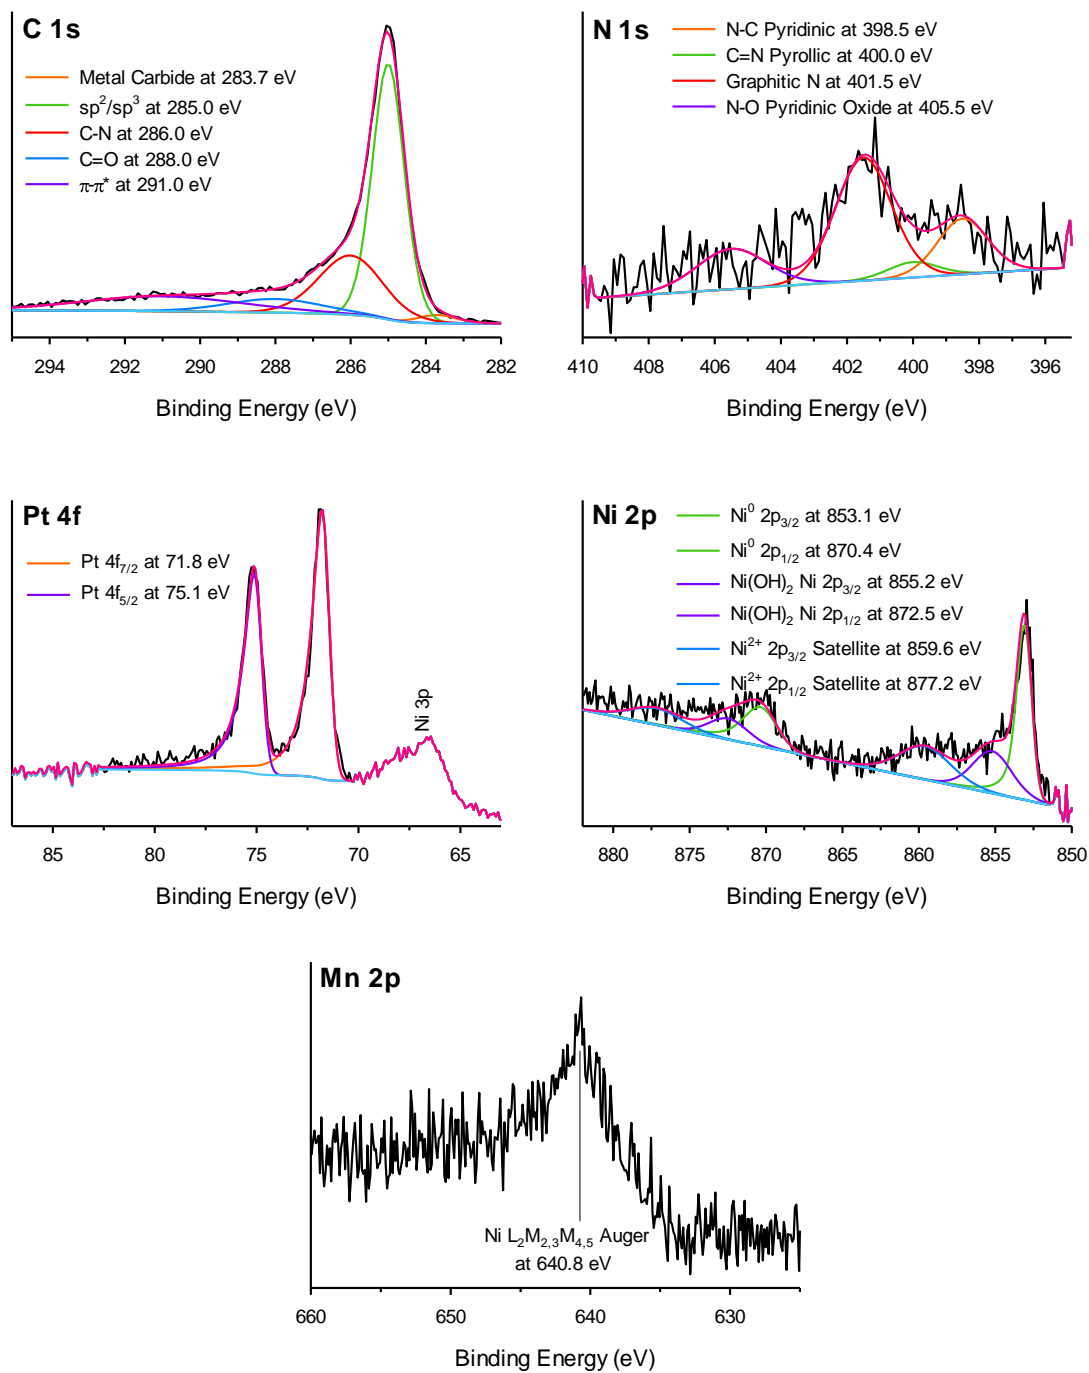 C 1s
Metal Carbide at 283.7 eV
sp²/sp³ at 285.0 eV
C-N at 286.0 eV
C=O at 288.0 eV
π-π* at 291.0 eV
294 292 290 288 286 284 282
Binding Energy (eV)
N 1s
N-C Pyridinic at 398.5 eV
C=N Pyrollic at 400.0 eV
Graphitic N at 401.5 eV
N-O Pyridinic Oxide at 405.5 eV
410 408 406 404 402 400 398 396
Binding Energy (eV)
Pt 4f
Pt 4f7/2 at 71.8 eV
Pt 4f5/2 at 75.1 eV
Ni 3p
85 80 75 70 65
Binding Energy (eV)
Ni 2p
Ni⁰ 2p3/2 at 853.1 eV
Ni⁰ 2p1/2 at 870.4 eV
Ni(OH)₂ Ni 2p3/2 at 855.2 eV
Ni(OH)₂ Ni 2p1/2 at 872.5 eV
Ni²⁺ 2p3/2 Satellite at 859.6 eV
Ni²⁺ 2p1/2 Satellite at 877.2 eV
880 875 870 865 860 855 850
Binding Energy (eV)
Mn 2p
Ni L₂M2,3M4,5 Auger
at 640.8 eV
660 650 640 630
Binding Energy (eV)